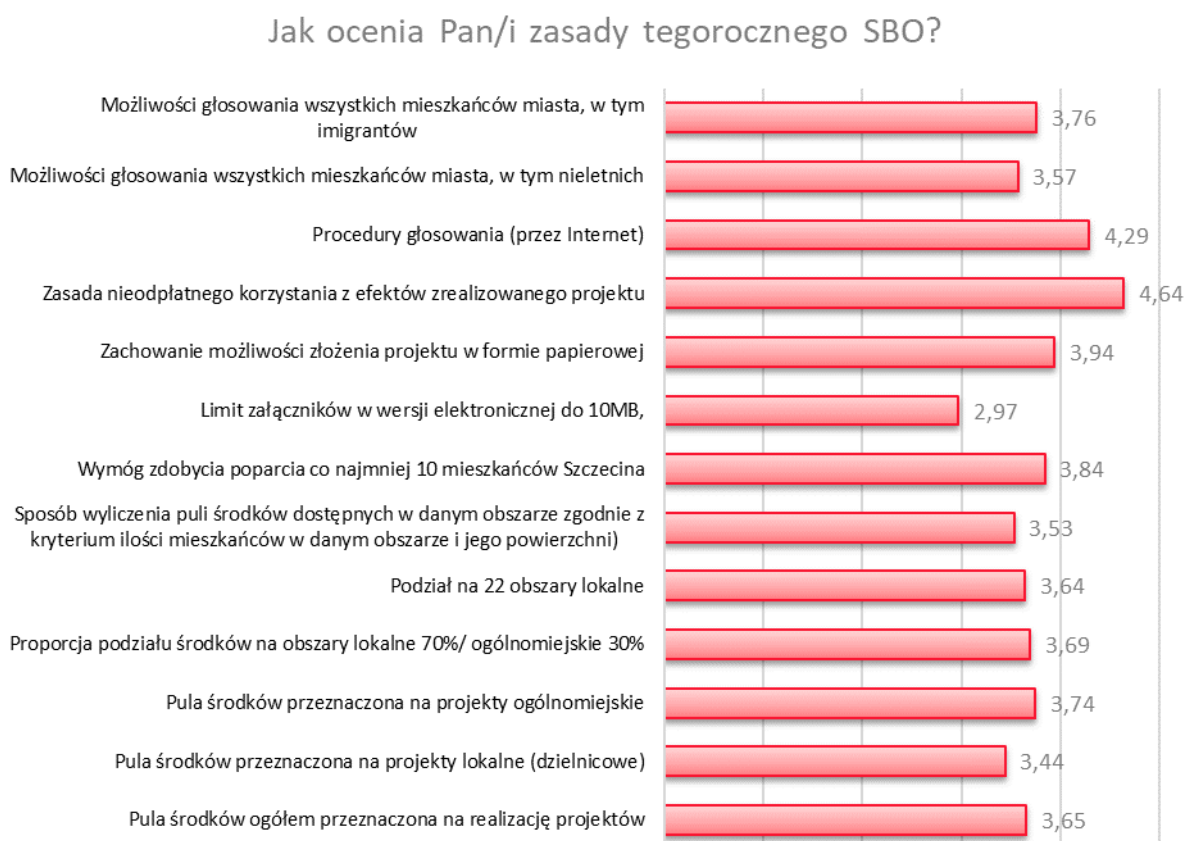 Jak ocenia Pan/i zasady tegorocznego SBO?
Możliwości głosowania wszystkich mieszkańców miasta, w tym
imigrantów
3,76
Możliwości głosowania wszystkich mieszkańców miasta, w tym nieletnich
3,57
Procedury głosowania (przez Internet)
4,29
Zasada nieodpłatnego korzystania z efektów zrealizowanego projektu
4,64
Zachowanie możliwości złożenia projektu w formie papierowej
3,94
Limit załączników w wersji elektronicznej do 10MB,
2,97
Wymóg zdobycia poparcia co najmniej 10 mieszkańców Szczecina
3,84
Sposób wyliczenia puli środków dostępnych w danym obszarze zgodnie z
kryterium ilości mieszkańców w danym obszarze i jego powierzchni)
3,53
Podział na 22 obszary lokalne
3,64
Proporcja podziału środków na obszary lokalne 70%/ ogólnomiejskie 30%
3,69
Pula środków przeznaczona na projekty ogólnomiejskie
3,74
Pula środków przeznaczona na projekty lokalne (dzielnicowe)
3,44
Pula środków ogółem przeznaczona na realizację projektów
3,65